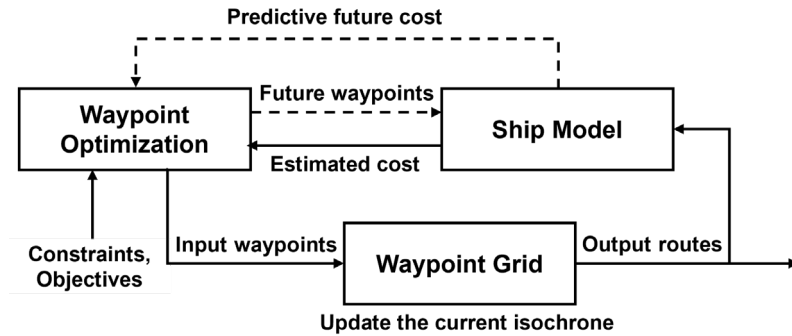 Predictive future cost
Waypoint
Optimization
Future waypoints
Ship Model
Estimated cost
Constraints,
Objectives
Input waypoints
Waypoint Grid
Output routes
Update the current isochrone